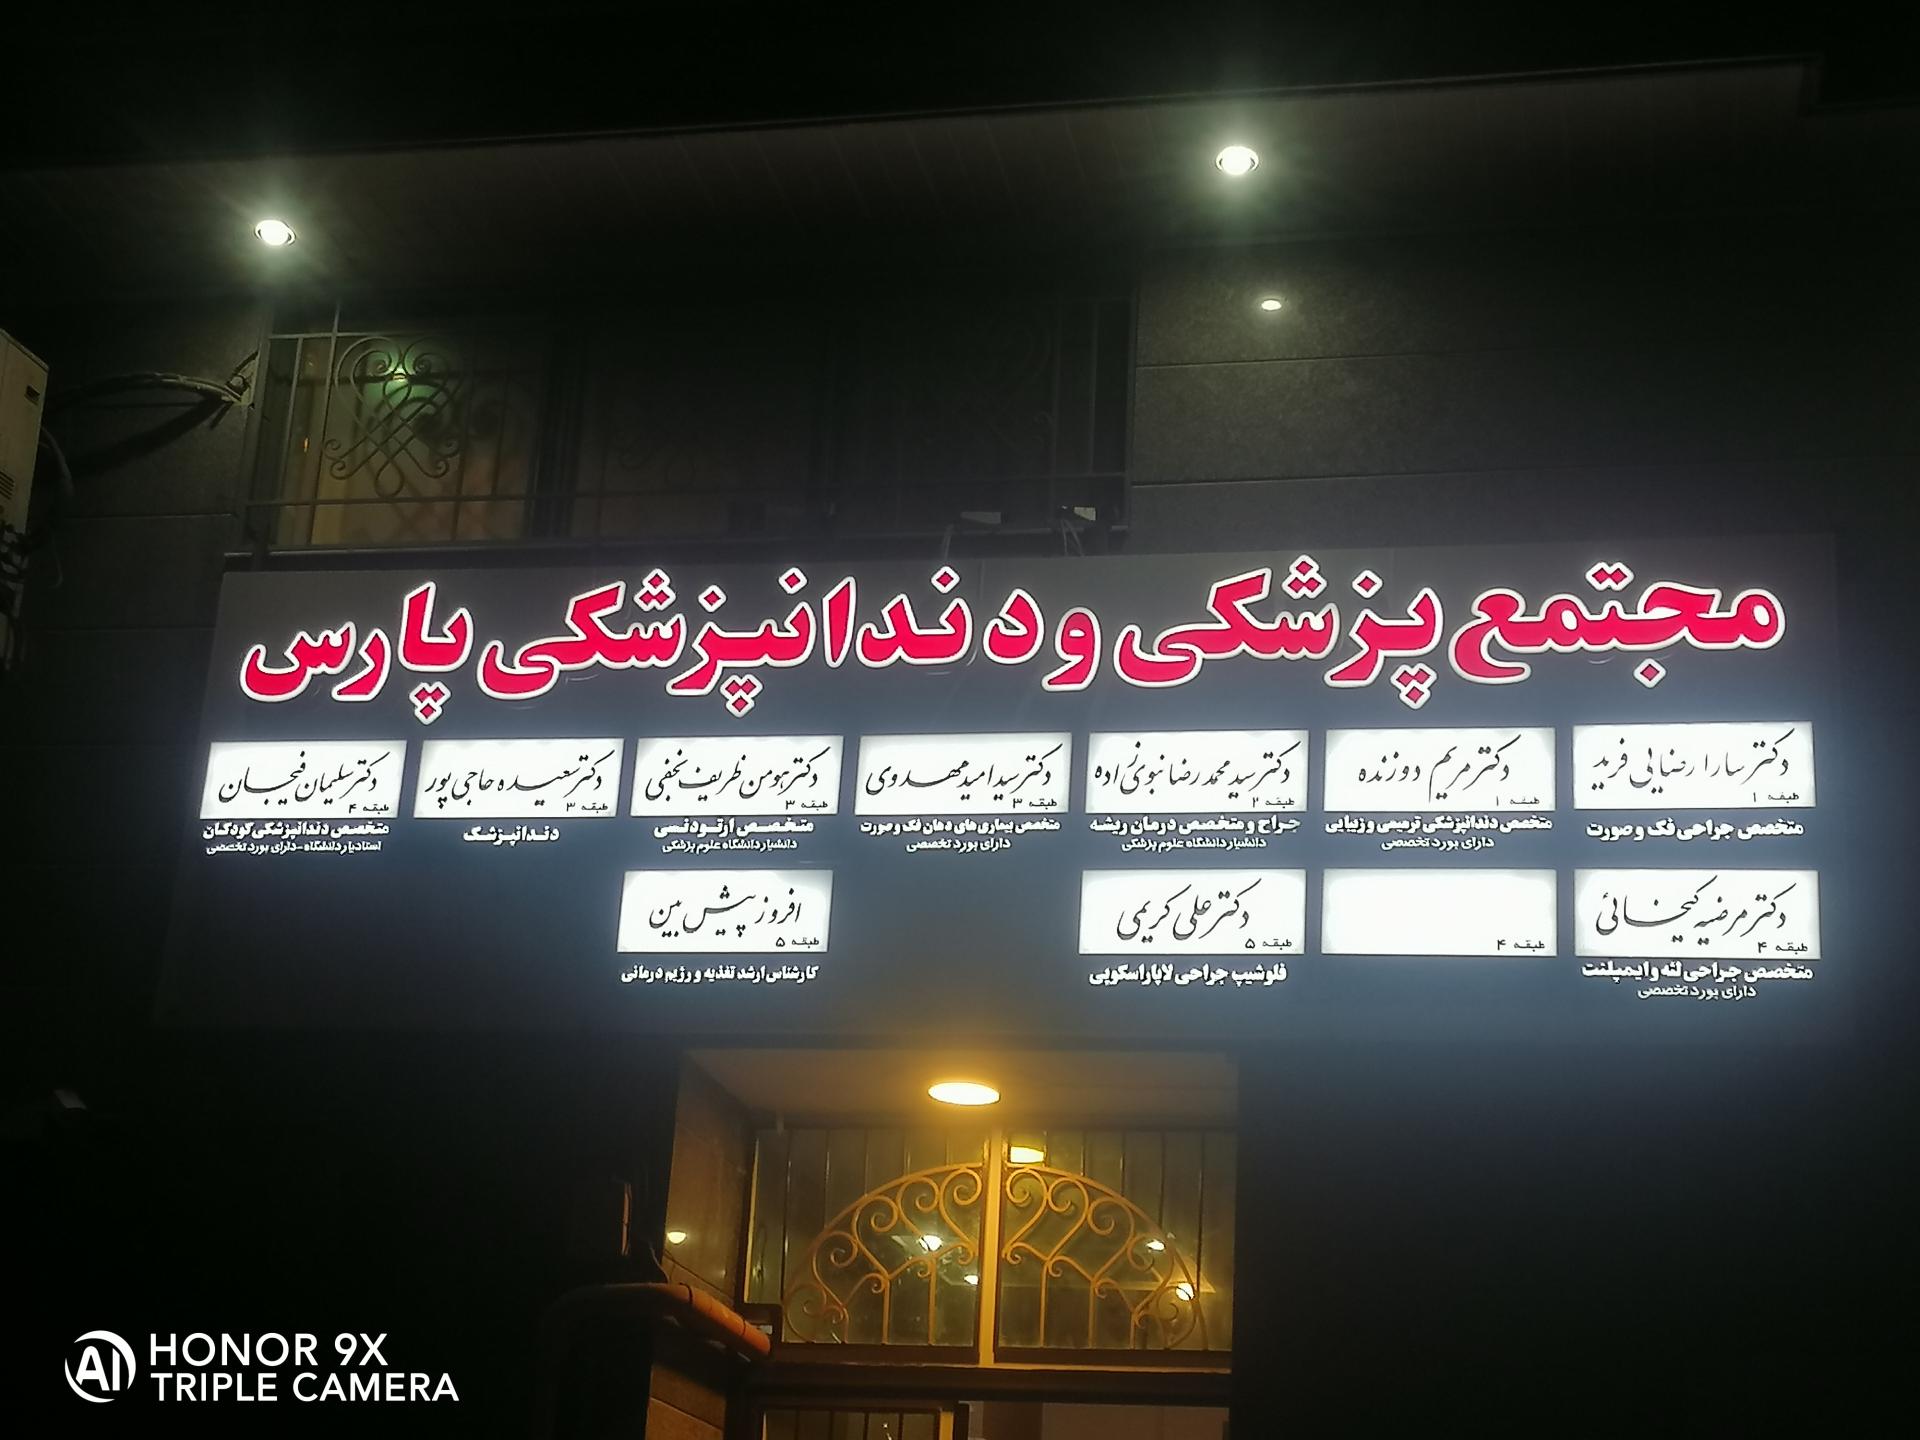 مجتمع پزشکی و دندانپزشکی پارس
دکتر سارا رضایی فرید
طبقه ۱
متخصص جراحی فک و صورت
دکتر مریم دوزنده
طبقه ۱
متخصص دندانپزشکی ترمیمی و زیبایی
دارای بورد تخصصی
دکتر سید محمد رضا نبوی زاده
طبقه ۲
جراح و متخصص درمان ریشه
دانشیار دانشگاه علوم پزشکی
دکتر سید امید مهدوی
طبقه ۳
متخصص بیماری های دهان فک و صورت
دارای بورد تخصصی
دکتر هومن ظریف نجفی
طبقه ۳
متخصص ارتودنسی
دانشیار دانشگاه علوم پزشکی
دکتر سعیده حاجی پور
طبقه ۳
دندانپزشک
دکتر سلیمان فیجان
طبقه ۴
متخصص دندانپزشکی کودکان
استادیار دانشگاه - دارای بورد تخصصی
دکتر مرضیه کیخائی
طبقه ۴
متخصص جراحی لثه و ایمپلنت
دارای بورد تخصصی
طبقه ۴
دکتر علی کریمی
طبقه ۵
فلوشیپ جراحی لاپاراسکوپی
افروز پیش بین
طبقه ۵
کارشناس ارشد تغذیه و رژیم درمانی
AI HONOR 9X
TRIPLE CAMERA